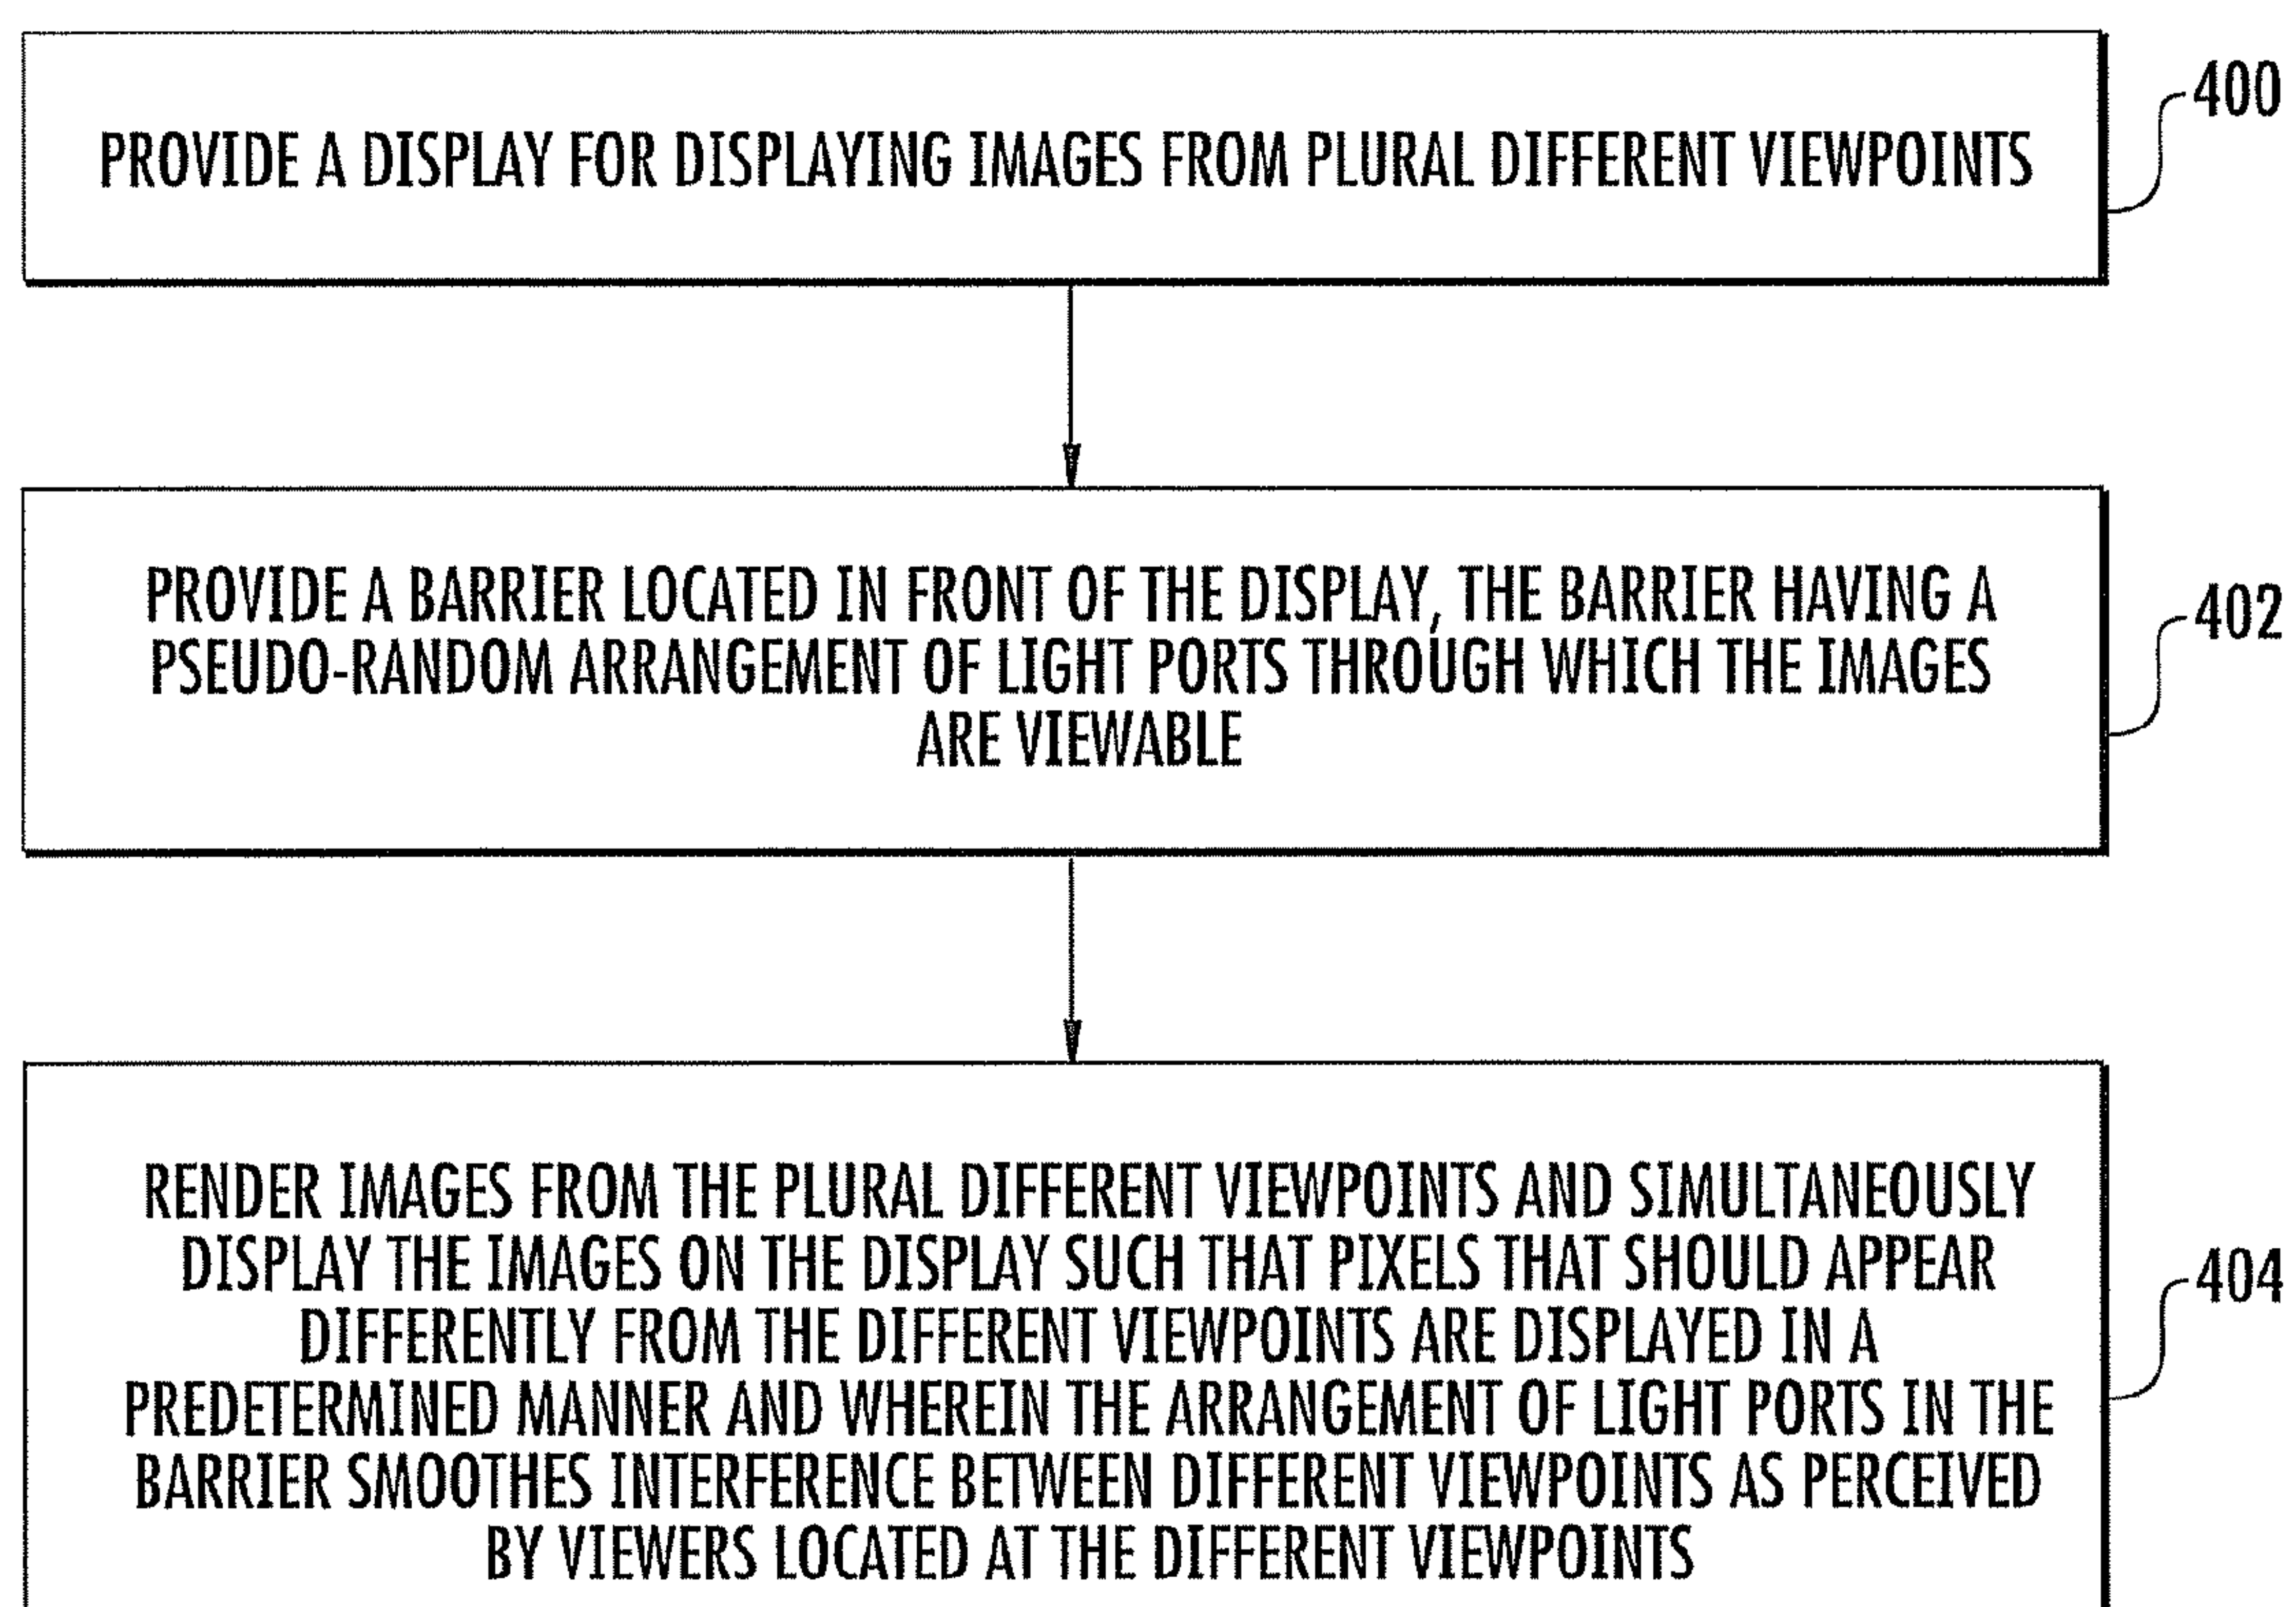 400
PROVIDE A DISPLAY FOR DISPLAYING IMAGES FROM PLURAL DIFFERENT VIEWPOINTS
402
PROVIDE A BARRIER LOCATED IN FRONT OF THE DISPLAY, THE BARRIER HAVING A
PSEUDO-RANDOM ARRANGEMENT OF LIGHT PORTS THROUGH WHICH THE IMAGES
ARE VIEWABLE
404
RENDER IMAGES FROM THE PLURAL DIFFERENT VIEWPOINTS AND SIMULTANEOUSLY
DISPLAY THE IMAGES ON THE DISPLAY SUCH THAT PIXELS THAT SHOULD APPEAR
DIFFERENTLY FROM THE DIFFERENT VIEWPOINTS ARE DISPLAYED IN A
PREDETERMINED MANNER AND WHEREIN THE ARRANGEMENT OF LIGHT PORTS IN THE
BARRIER SMOOTHES INTERFERENCE BETWEEN DIFFERENT VIEWPOINTS AS PERCEIVED
BY VIEWERS LOCATED AT THE DIFFERENT VIEWPOINTS